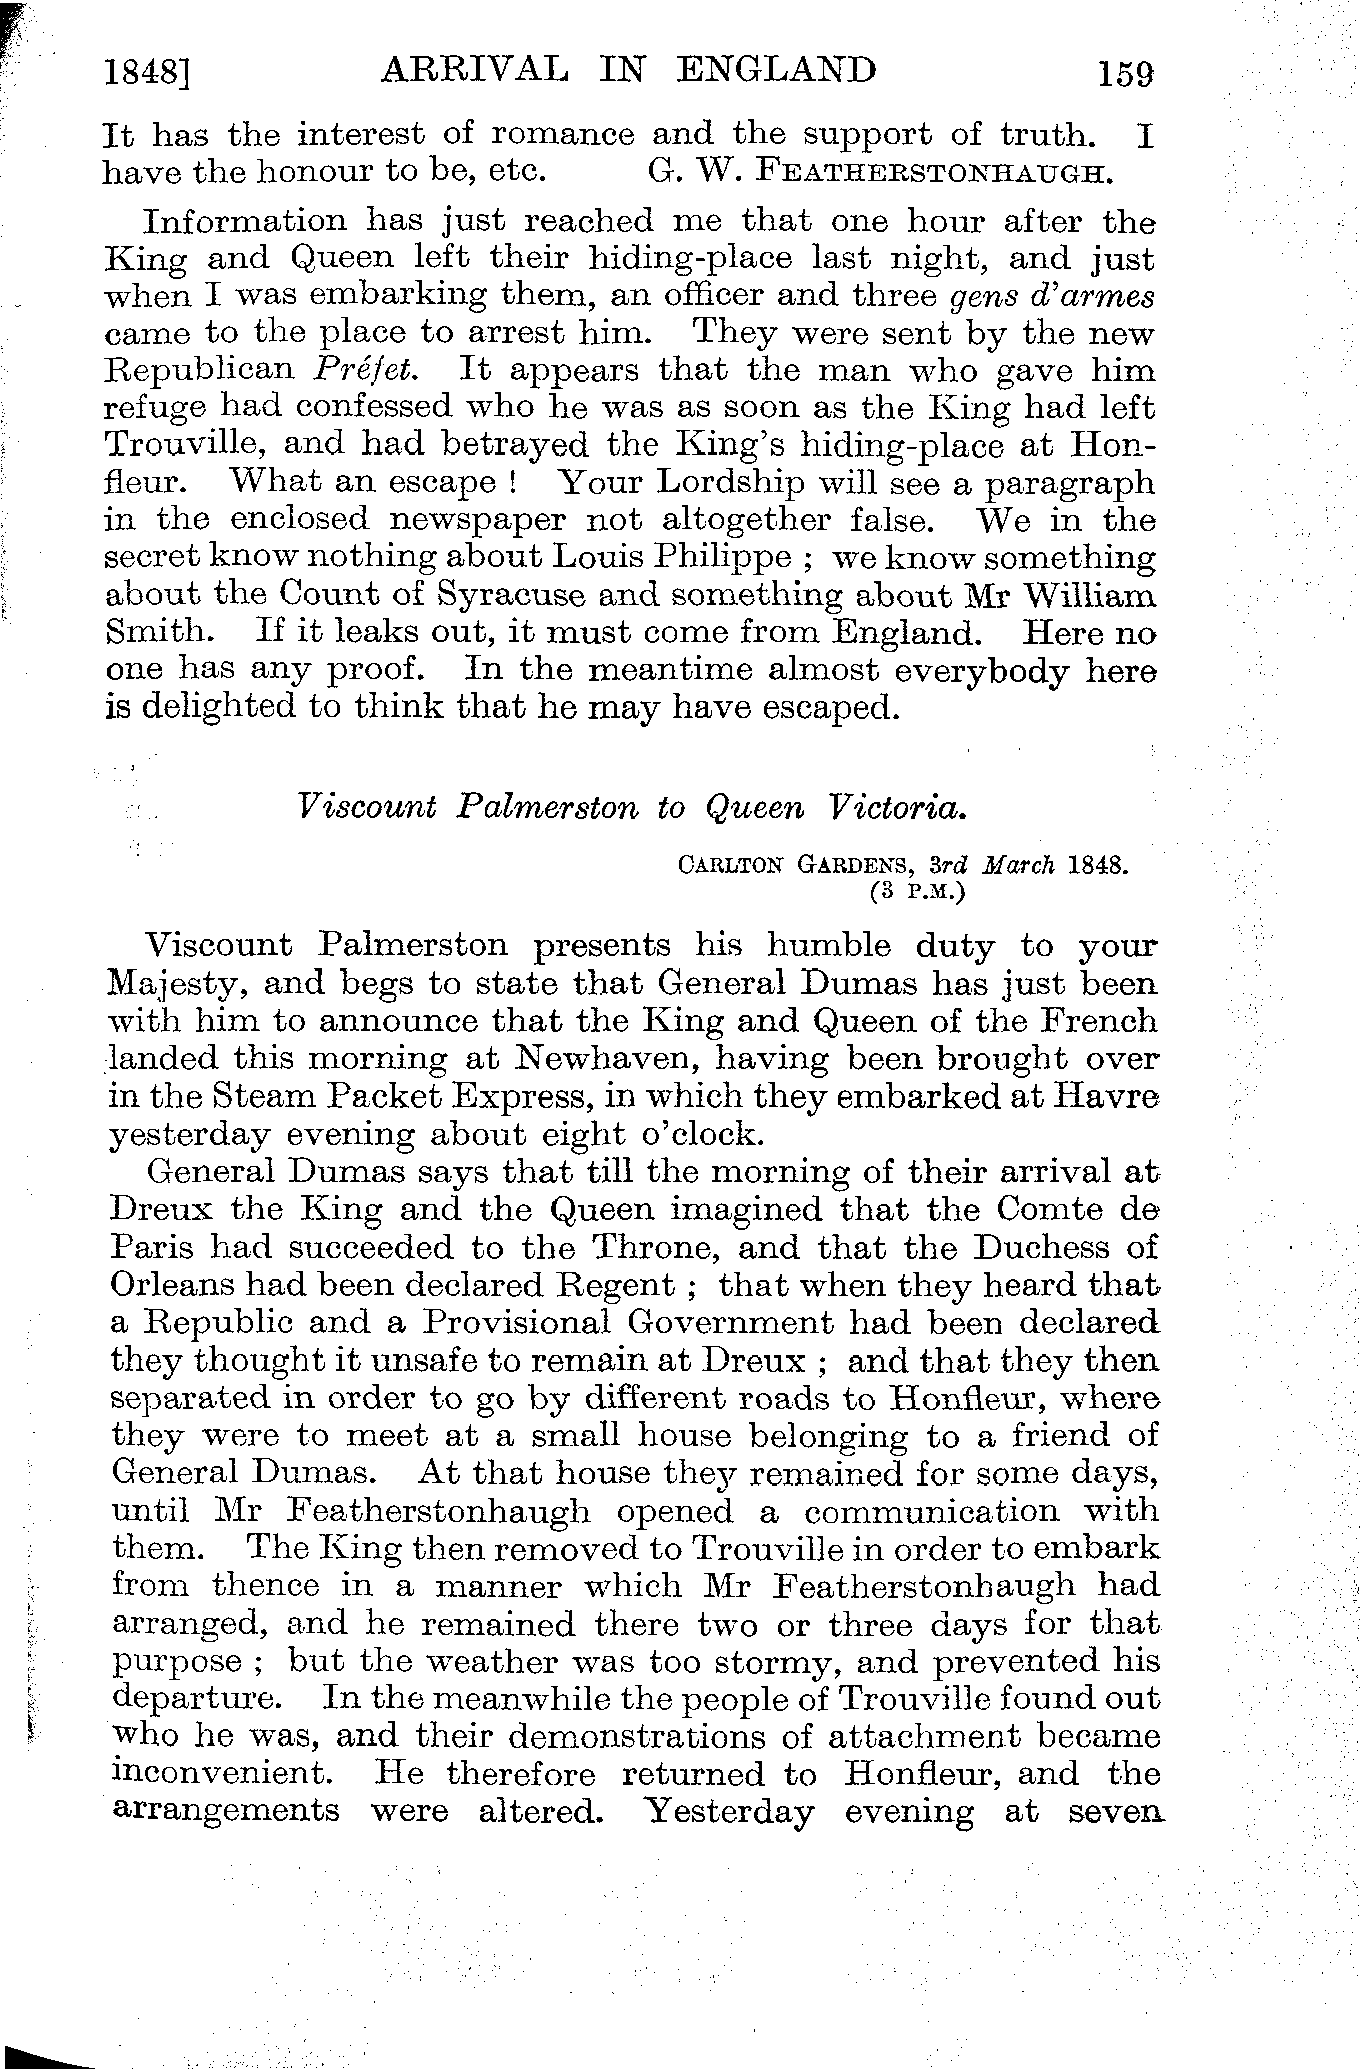 1848] ARRIVAL IN ENGLAND 159
It has the interest of romance and the support of truth. I
have the honour to be, etc. G. W. FEATHERSTONHAUGH.
Information has just reached me that one hour after the
King and Queen left their hiding-place last night, and just
when I was embarking them, an officer and three gens d'armes
came to the place to arrest him. They were sent by the new
Republican Préfet. It appears that the man who gave him
refuge had confessed who he was as soon as the King had left
Trouville, and had betrayed the King's hiding-place at Hon-
fleur. What an escape ! Your Lordship will see a paragraph
in the enclosed newspaper not altogether false. We in the
secret know nothing about Louis Philippe ; we know something
about the Count of Syracuse and something about Mr William
Smith. If it leaks out, it must come from England. Here no
one has any proof. In the meantime almost everybody here
is delighted to think that he may have escaped.
Viscount Palmerston to Queen Victoria.
CARLTON GARDENS, 3rd March 1848.
(3 P.M.)
Viscount Palmerston presents his humble duty to your
Majesty, and begs to state that General Dumas has just been
with him to announce that the King and Queen of the French
landed this morning at Newhaven, having been brought over
in the Steam Packet Express, in which they embarked at Havre
yesterday evening about eight o'clock.
General Dumas says that till the morning of their arrival at
Dreux the King and the Queen imagined that the Comte de
Paris had succeeded to the Throne, and that the Duchess of
Orleans had been declared Regent ; that when they heard that
a Republic and a Provisional Government had been declared
they thought it unsafe to remain at Dreux ; and that they then
separated in order to go by different roads to Honfleur, where
they were to meet at a small house belonging to a friend of
General Dumas. At that house they remained for some days,
until Mr Featherstonhaugh opened a communication with
them. The King then removed to Trouville in order to embark
from thence in a manner which Mr Featherstonhaugh had
arranged, and he remained there two or three days for that
purpose ; but the weather was too stormy, and prevented his
departure. In the meanwhile the people of Trouville found out
who he was, and their demonstrations of attachment became
inconvenient. He therefore returned to Honfleur, and the
arrangements were altered. Yesterday evening at seven